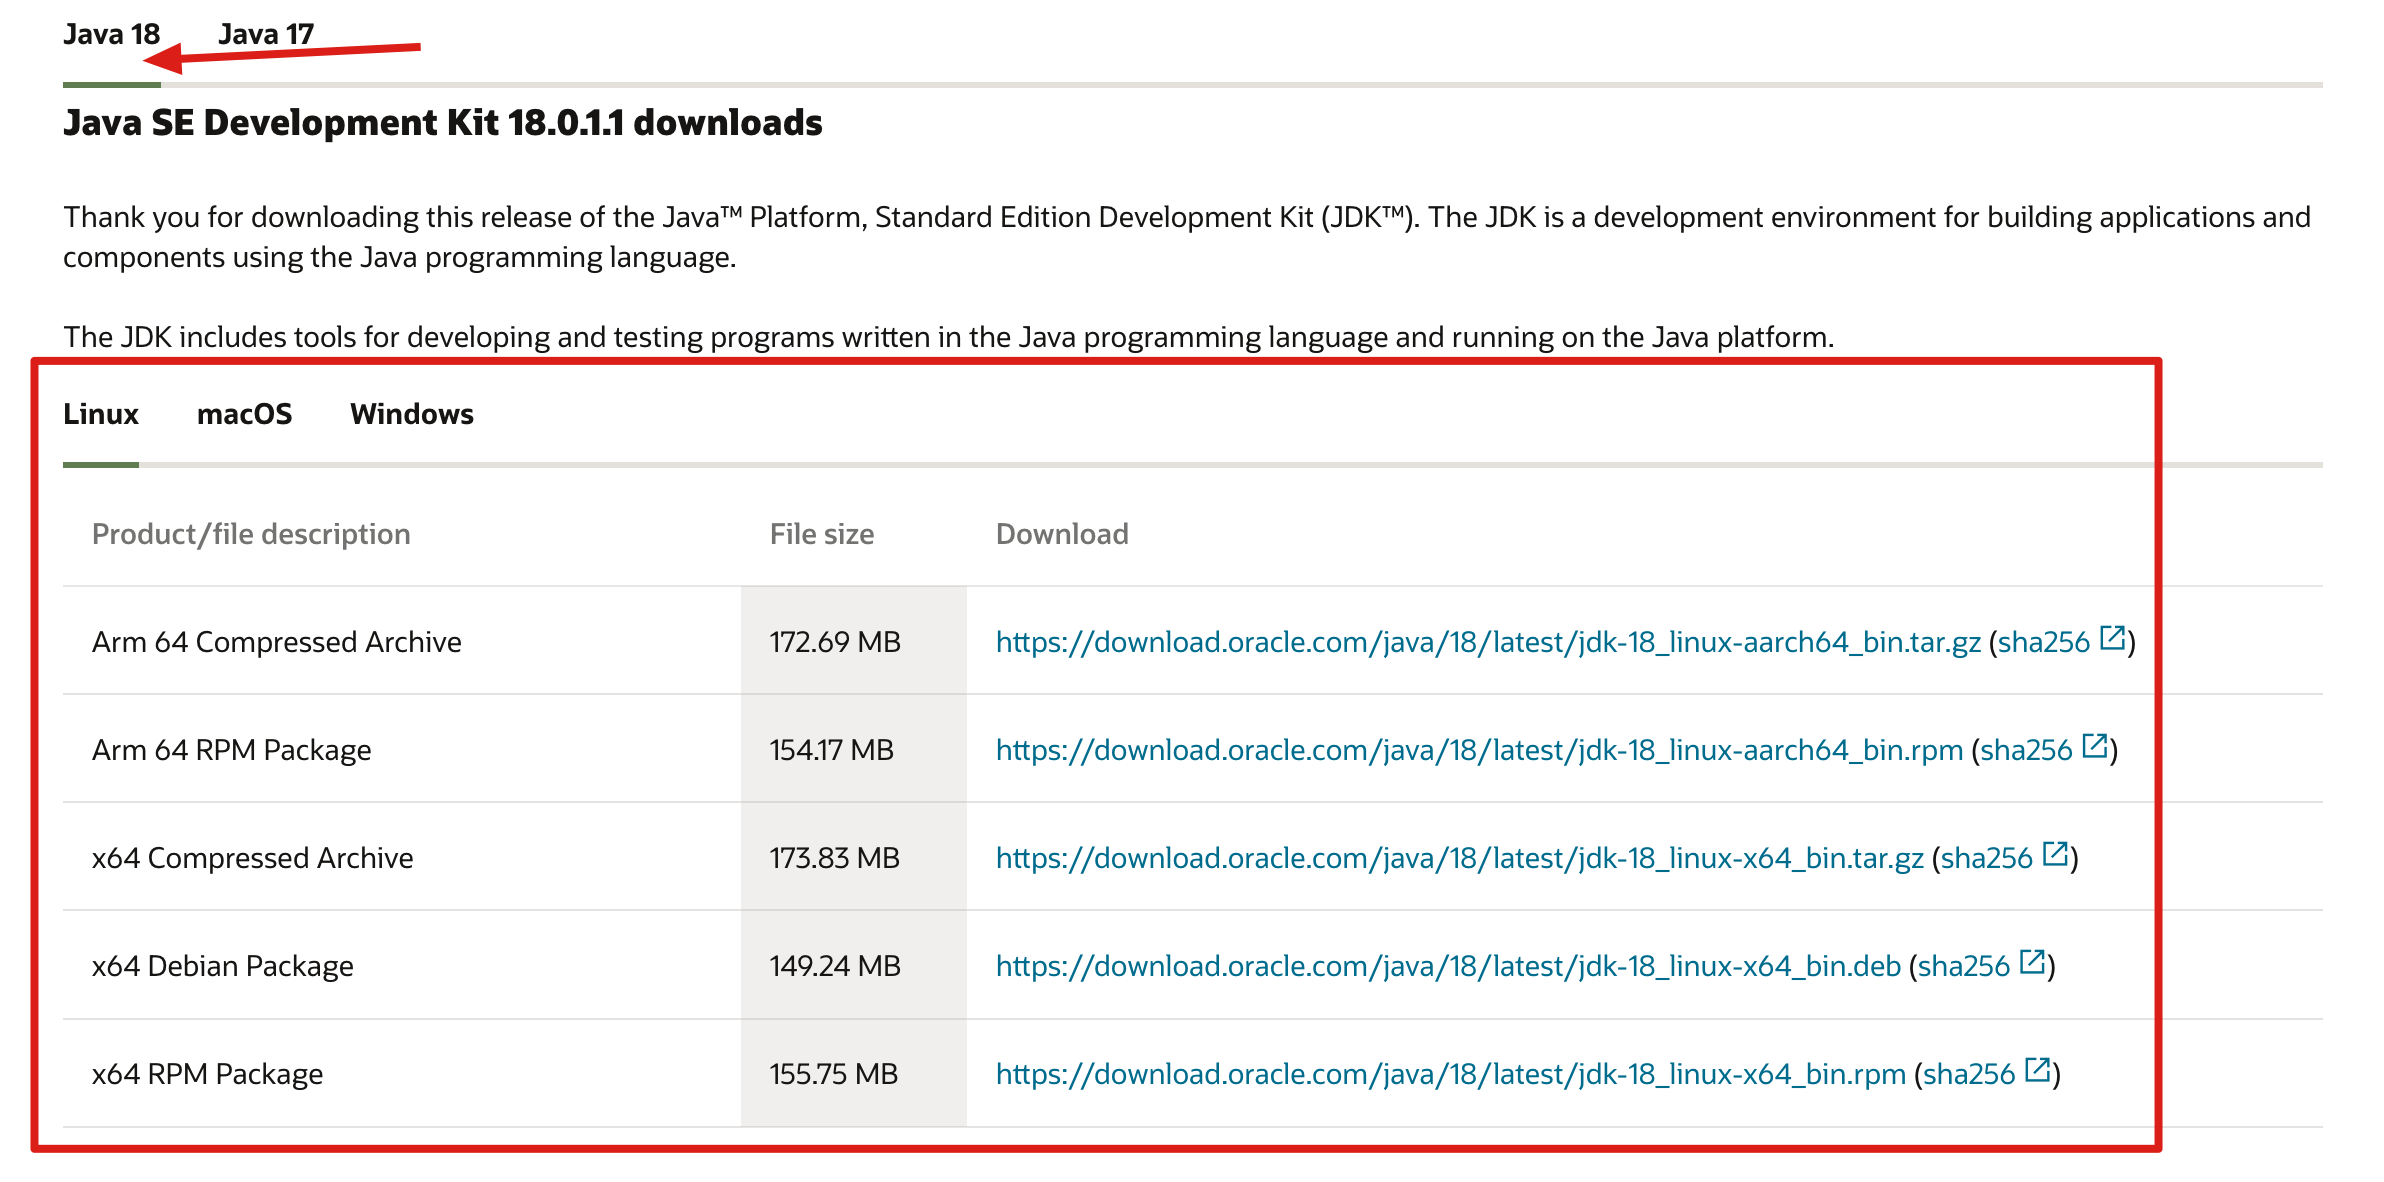 Java 18 Java 17
Java SE Development Kit 18.0.1.1 downloads
Thank you for downloading this release of the Java™ Platform, Standard Edition Development Kit (JDK™). The JDK is a development environment for building applications and
components using the Java programming language.
The JDK includes tools for developing and testing programs written in the Java programming language and running on the Java platform.
Linux macOS Windows
Product/file description File size Download
Arm 64 Compressed Archive 172.69 MB https://download.oracle.com/java/18/latest/jdk-18_linux-aarch64_bin.tar.gz (sha256)
Arm 64 RPM Package 154.17 MB https://download.oracle.com/java/18/latest/jdk-18_linux-aarch64_bin.rpm (sha256)
x64 Compressed Archive 173.83 MB https://download.oracle.com/java/18/latest/jdk-18_linux-x64_bin.tar.gz (sha256)
x64 Debian Package 149.24 MB https://download.oracle.com/java/18/latest/jdk-18_linux-x64_bin.deb (sha256)
x64 RPM Package 155.75 MB https://download.oracle.com/java/18/latest/jdk-18_linux-x64_bin.rpm (sha256)